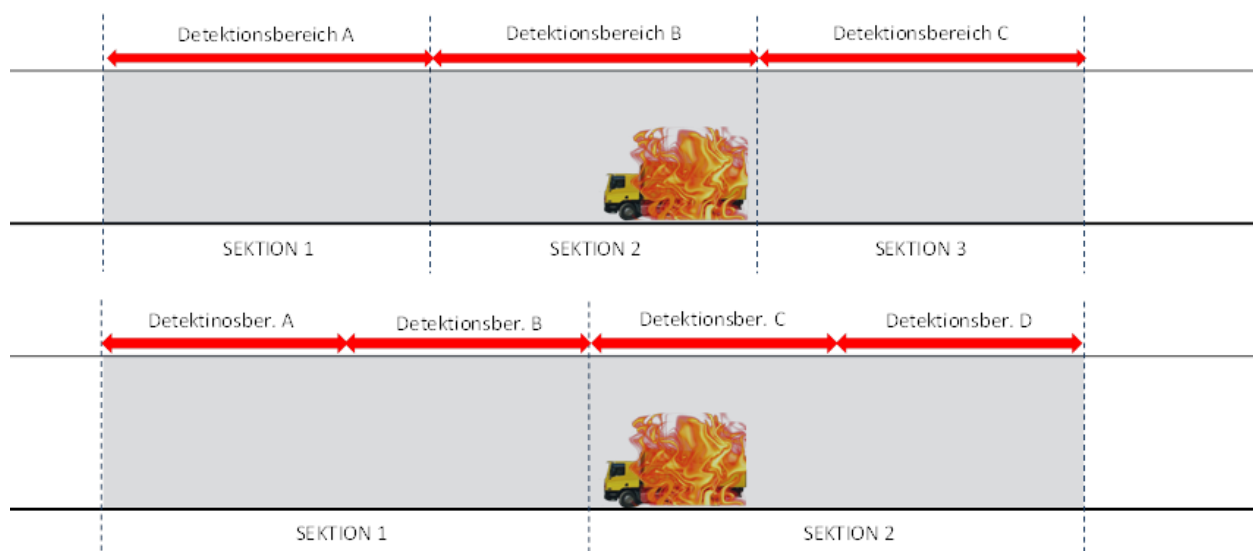 Detektionsbereich A
Detektionsbereich B
Detektionsbereich C
SEKTION 1
SEKTION 2
SEKTION 3
Detektinosber. A
Detektionsber. B
Detektionsber. C
Detektionsber. D
SEKTION 1
SEKTION 2